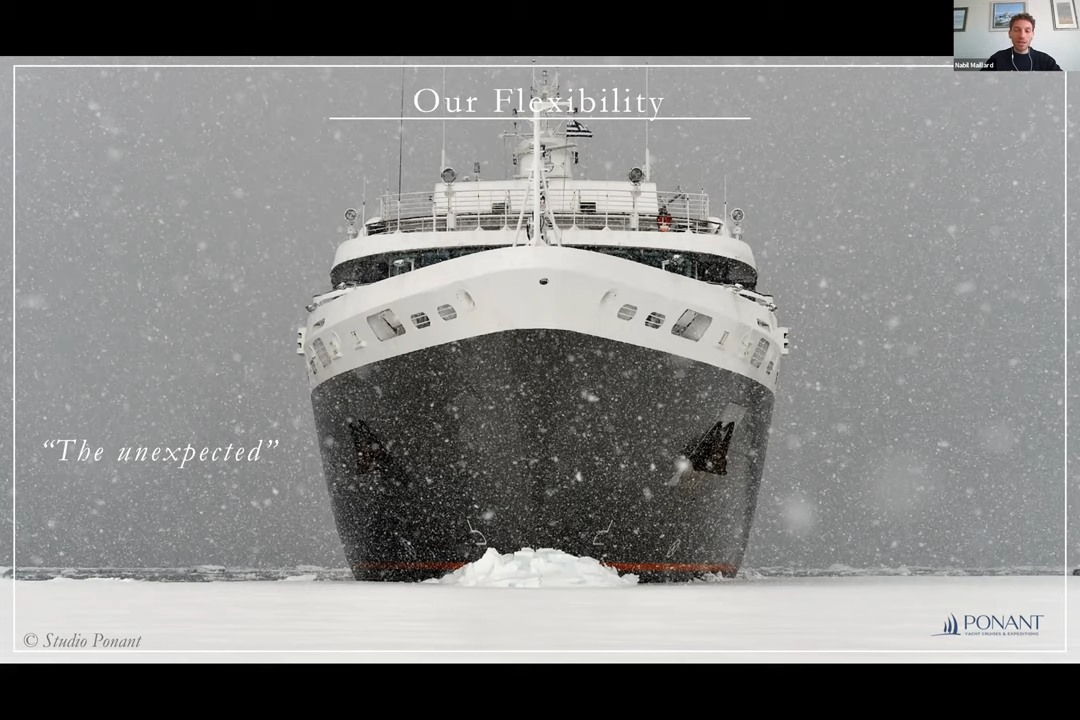 Nabil Maillard
Our Flexibility
“The unexpected”
© Studio Ponant
PONANT
YACHT CRUISES & EXPEDITIONS